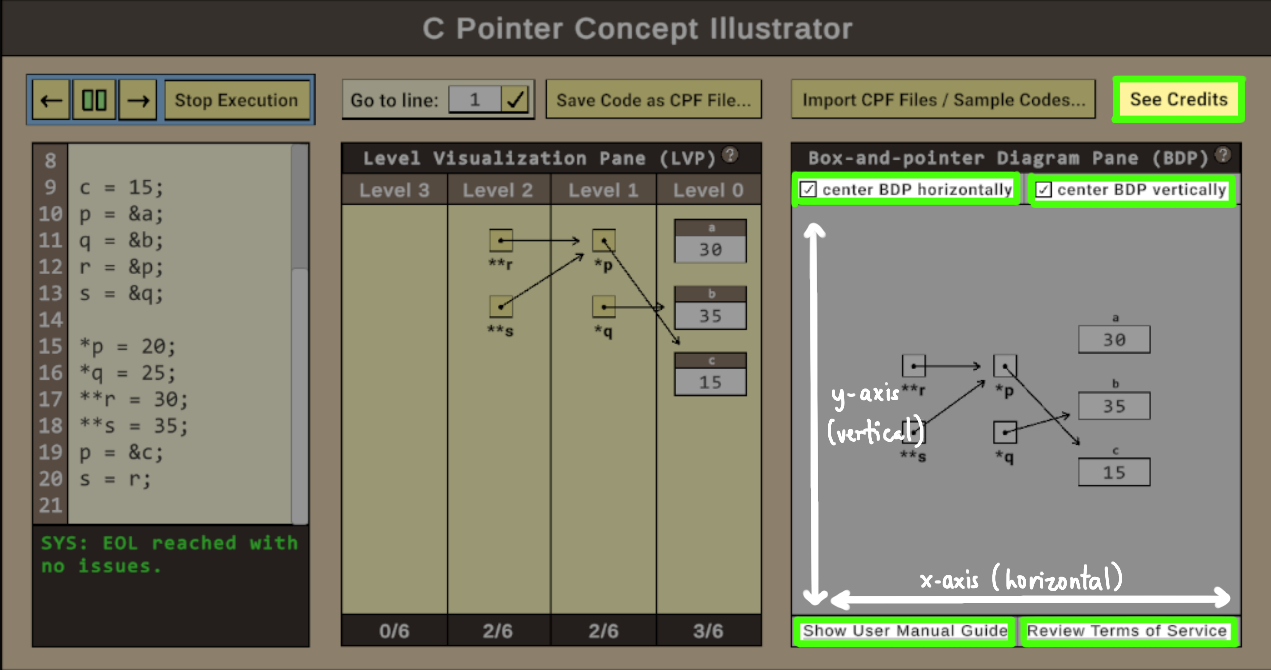 C Pointer Concept Illustrator
← → Stop Execution Go to line: 1 Save Code as CPF File... Import CPF Files / Sample Codes... See Credits
8
9 c = 15;
10 p = &a;
11 q = &b;
12 r = &p;
13 s = &q;
14
15 *p = 20;
16 *q = 25;
17 **r = 30;
18 **s = 35;
19 p = &c;
20 s = r;
21
SYS: EOL reached with
no issues.
Level Visualization Pane (LVP) ?
Level 3 Level 2 Level 1 Level 0
a
30
**r *p
b
35
**s *q
c
15
0/6 2/6 2/6 3/6
Box-and-pointer Diagram Pane (BDP) ?
center BDP horizontally center BDP vertically
a
30
**r *p
b
35
**s *q
c
15
y-axis
(vertical)
x-axis (horizontal)
Show User Manual Guide Review Terms of Service